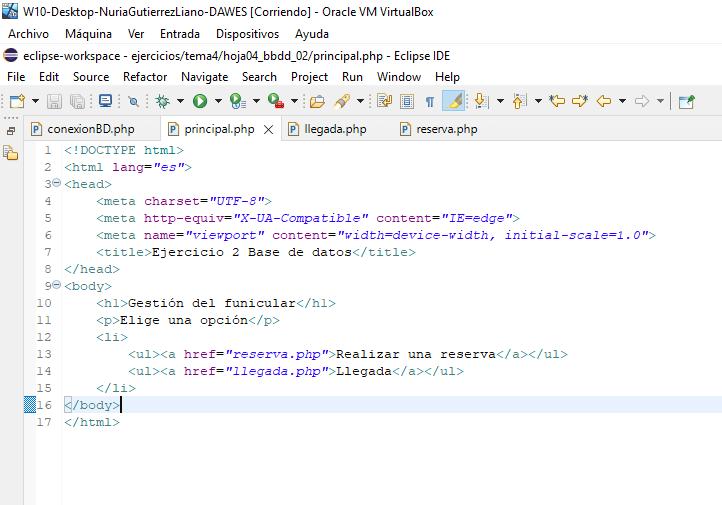 W10-Desktop-NuriaGutierrezLiano-DAWES [Corriendo] - Oracle VM VirtualBox
Archivo Máquina Ver Entrada Dispositivos Ayuda
eclipse-workspace - ejercicios/tema4/hoja04_bbdd_02/principal.php - Eclipse IDE
File Edit Source Refactor Navigate Search Project Run Window Help
conexionBD.php principal.php llegada.php reserva.php
1 <!DOCTYPE html>
2 <html lang="es">
3 <head>
4 <meta charset="UTF-8">
5 <meta http-equiv="X-UA-Compatible" content="IE=edge">
6 <meta name="viewport" content="width=device-width, initial-scale=1.0">
7 <title>Ejercicio 2 Base de datos</title>
8 </head>
9 <body>
10 <h1>Gestión del funicular</h1>
11 <p>Elige una opción</p>
12 <li>
13 <ul><a href="reserva.php">Realizar una reserva</a></ul>
14 <ul><a href="llegada.php">Llegada</a></ul>
15 </li>
16 </body>
17 </html>